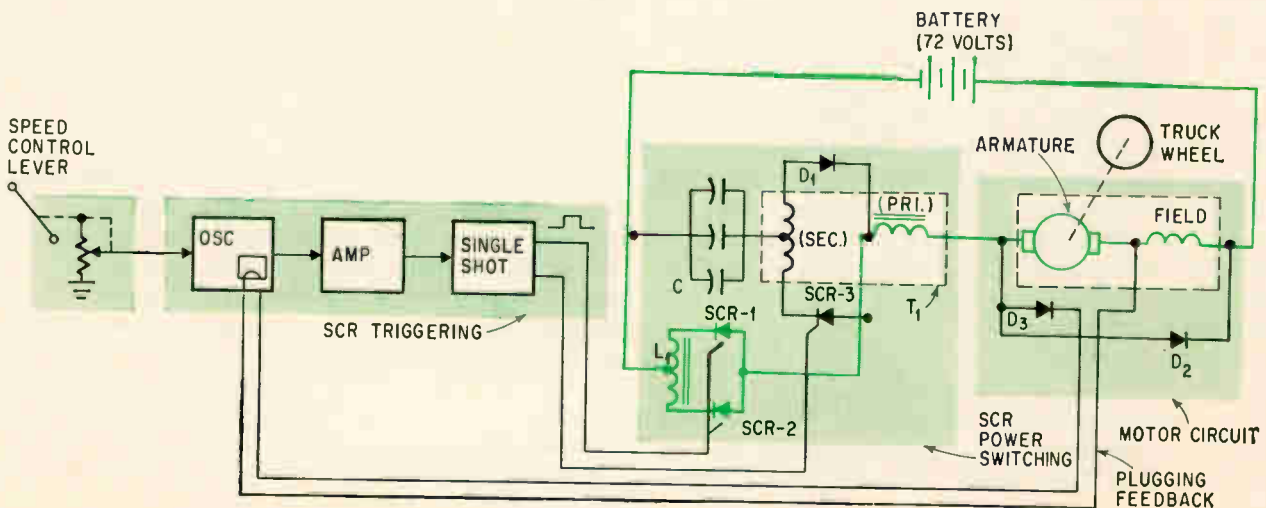 BATTERY
(72 VOLTS)
SPEED
CONTROL
LEVER
ARMATURE
TRUCK
WHEEL
D1
(PRI.)
FIELD
OSC
AMP
SINGLE
SHOT
(SEC.)
C
SCR-3
T1
SCR-1
D3
SCR TRIGGERING
L1
D2
SCR-2
SCR
POWER
SWITCHING
MOTOR CIRCUIT
PLUGGING
FEEDBACK